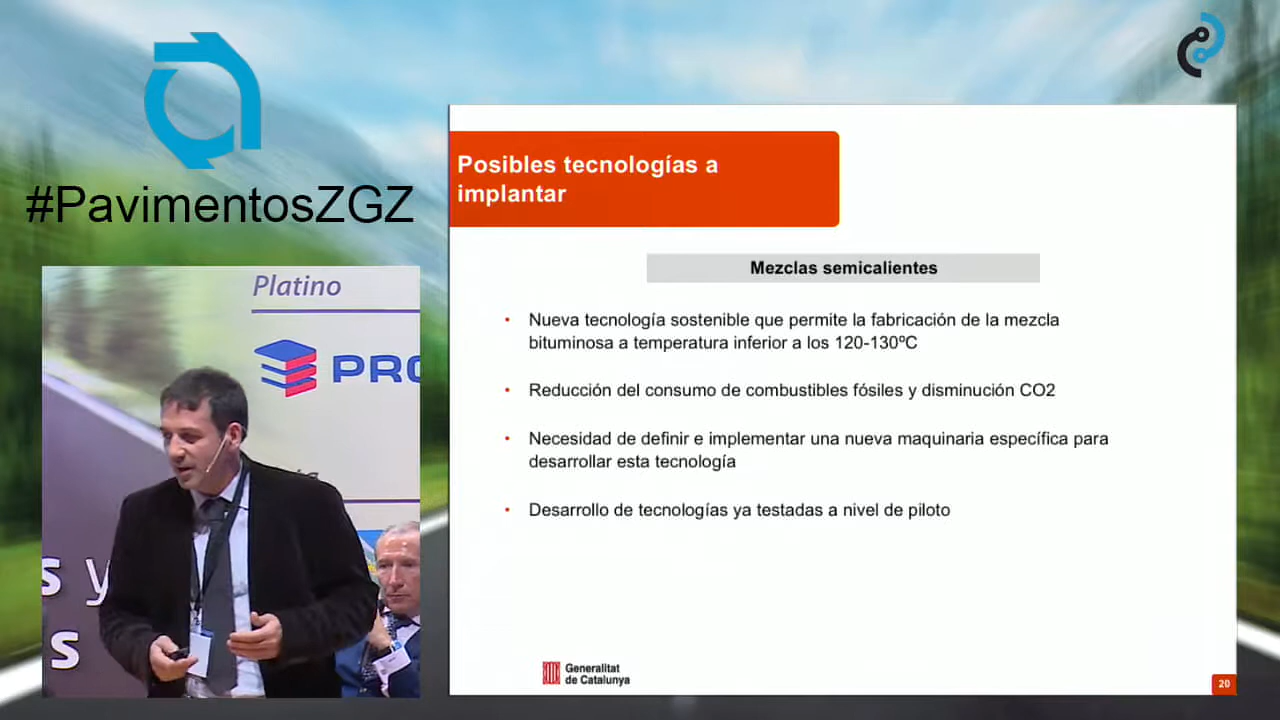 #PavimentosZGZ
Platino
PRO
s y
s
Posibles tecnologías a
implantar
Mezclas semicalientes
• Nueva tecnología sostenible que permite la fabricación de la mezcla
bituminosa a temperatura inferior a los 120-130ºC
• Reducción del consumo de combustibles fósiles y disminución CO2
• Necesidad de definir e implementar una nueva maquinaria específica para
desarrollar esta tecnología
• Desarrollo de tecnologías ya testadas a nivel de piloto
Generalitat
de Catalunya
20